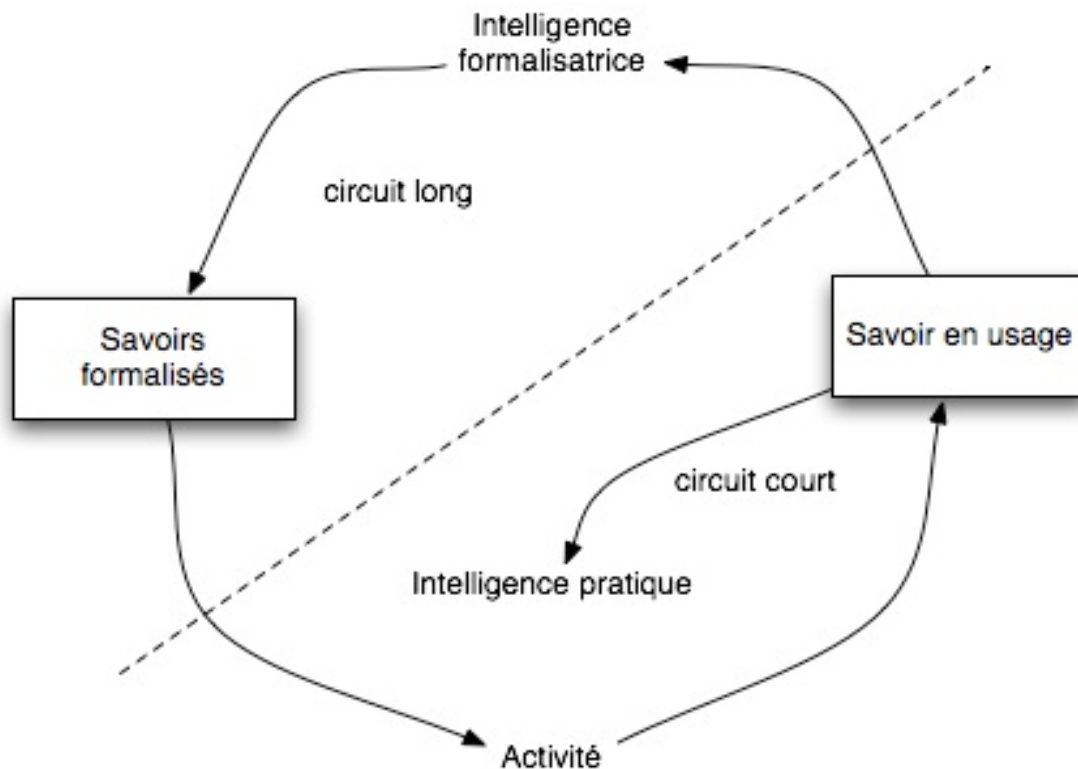 Intelligence
formalisatrice
circuit long
Savoirs
formalisés
Savoir en usage
circuit court
Intelligence pratique
Activité